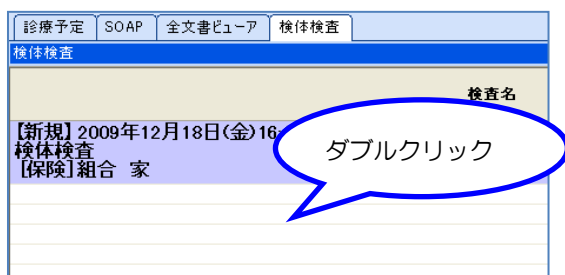 診療予定 SOAP 全文書ビューア 検体検査
検体検査
検査名
【新規】2009年12月18日(金)16
検体検査
[保険]組合 家
ダブルクリック